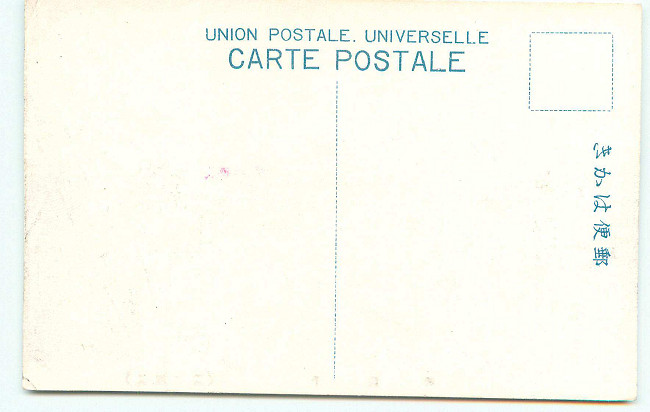 UNION POSTALE. UNIVERSELLE
CARTE POSTALE
郵便はかき